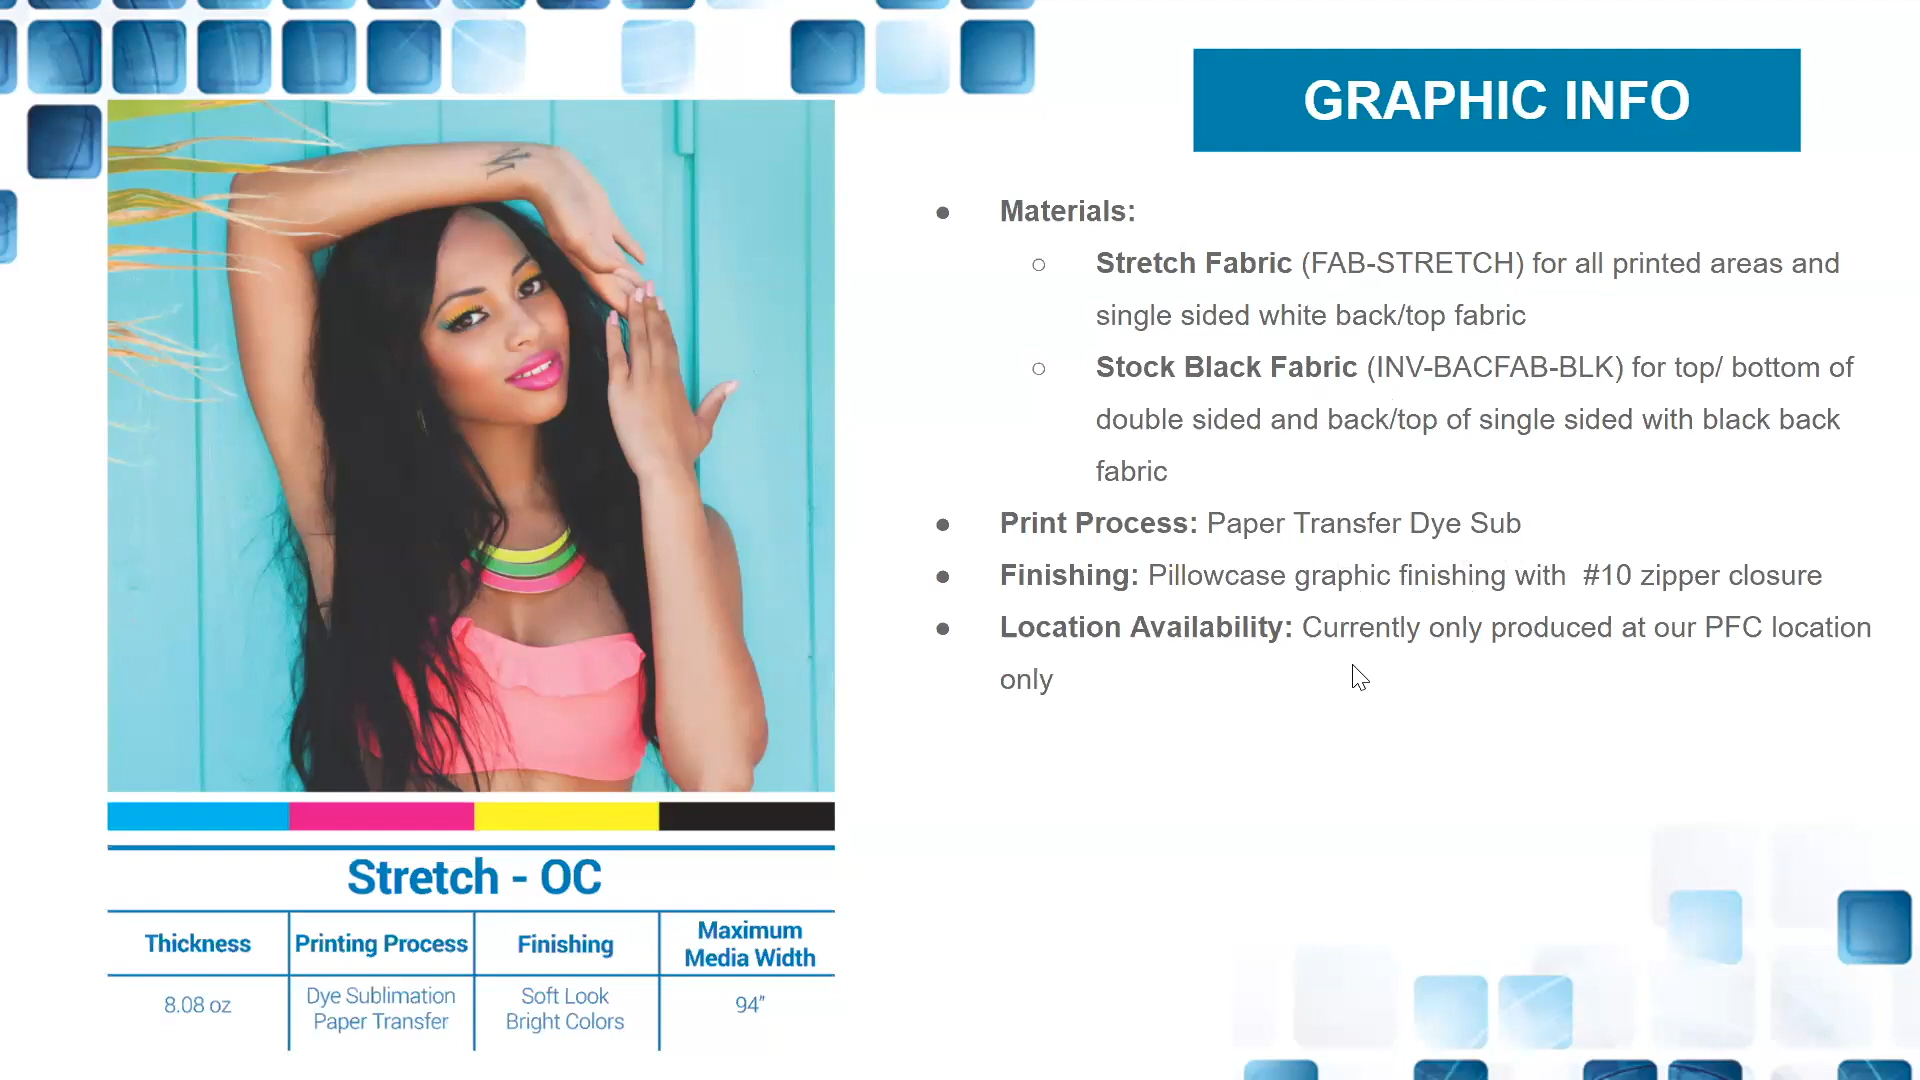 GRAPHIC INFO
● Materials:
○ Stretch Fabric (FAB-STRETCH) for all printed areas and
single sided white back/top fabric
○ Stock Black Fabric (INV-BACFAB-BLK) for top/ bottom of
double sided and back/top of single sided with black back
fabric
● Print Process: Paper Transfer Dye Sub
● Finishing: Pillowcase graphic finishing with  #10 zipper closure
● Location Availability: Currently only produced at our PFC location
only
Stretch - OC
Thickness
Printing Process
Finishing
Maximum
Media Width
8.08 oz
Dye Sublimation
Paper Transfer
Soft Look
Bright Colors
94”